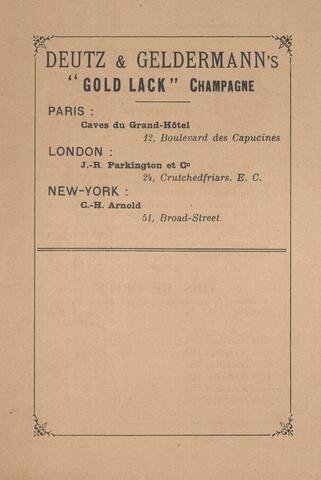 DEUTZ & GELDERMANN'S
"GOLD LACK" CHAMPAGNE
PARIS :
Caves du Grand-Hôtel
12, Boulevard des Capucines
LONDON :
J.-R. Parkington et Cº
24, Crutchedfriars. E. C.
NEW-YORK :
C.-H. Arnold
51, Broad-Street.